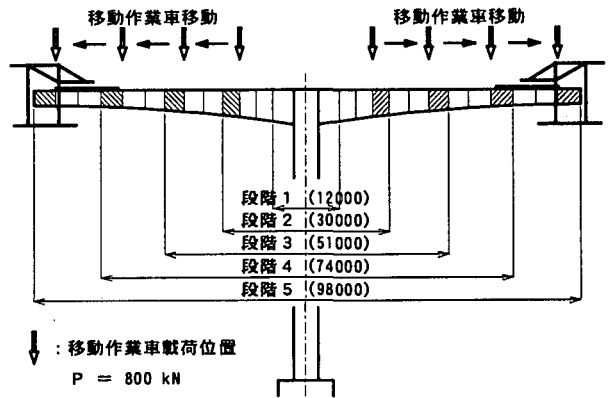 移動作業車移動
移動作業車移動
段階1 (12000)
段階2 (30000)
段階3 (51000)
段階4 (74000)
段階5 (98000)
：移動作業車載荷位置
P = 800 kN